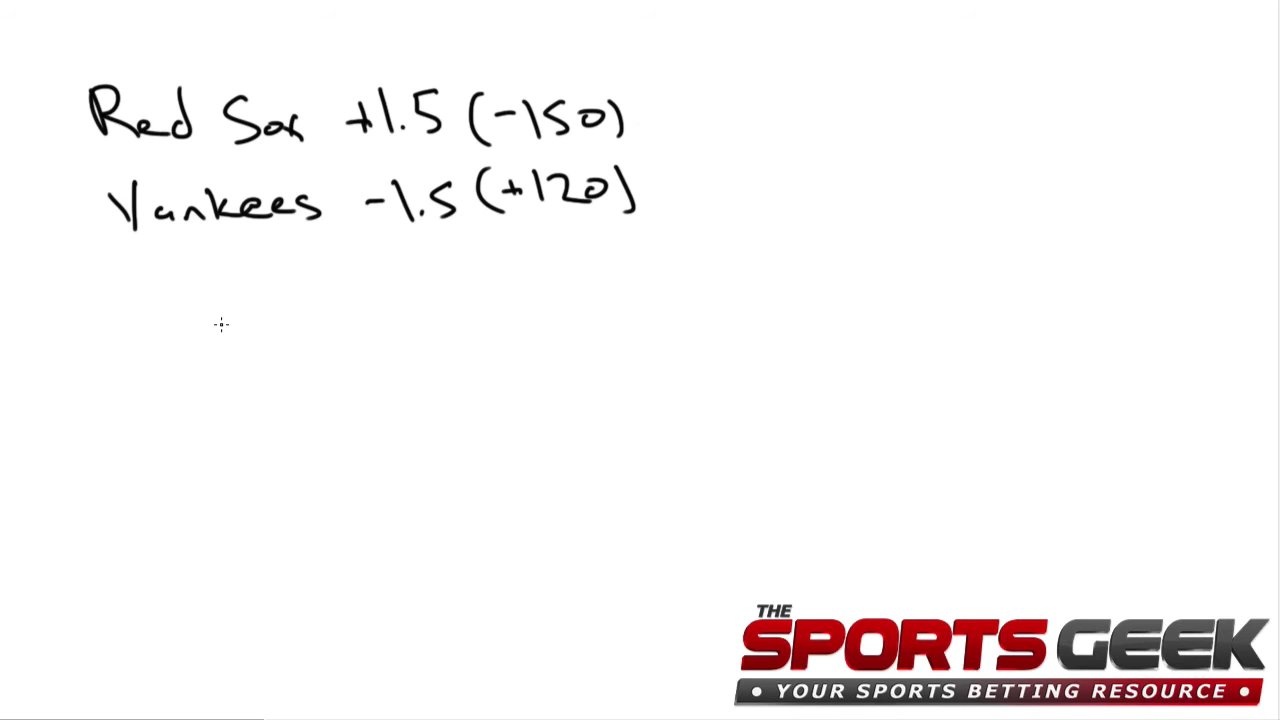 Red Sox +1.5 (-150)
Yankees -1.5 (+120)
THE
SPORTS GEEK
• YOUR SPORTS BETTING RESOURCE •